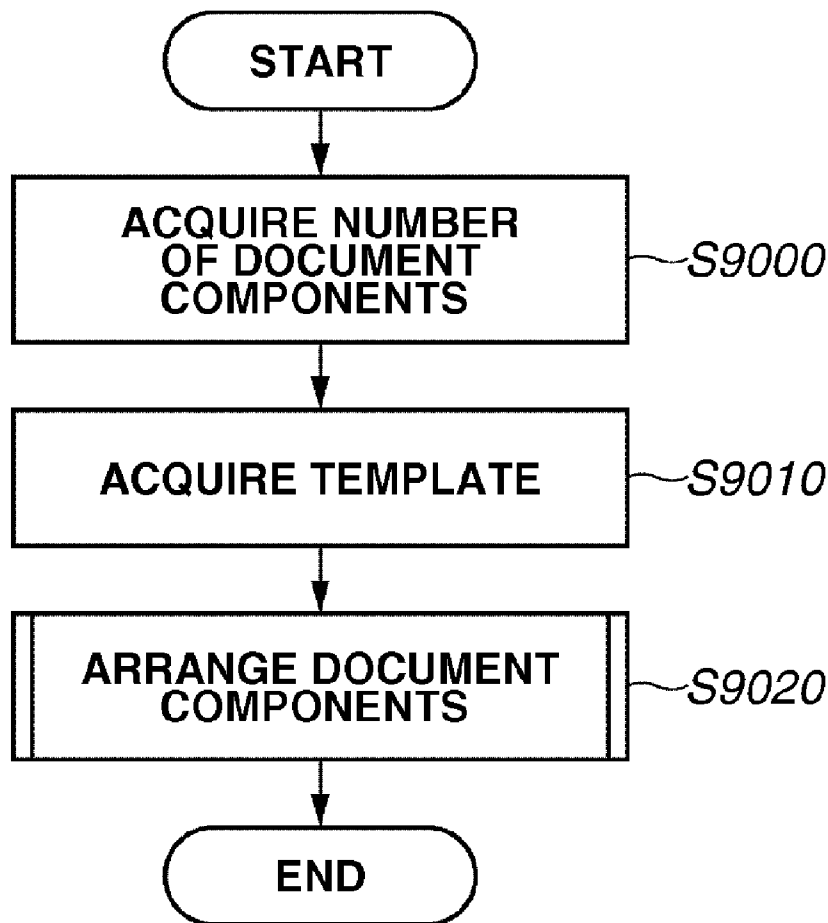 START
ACQUIRE NUMBER
OF DOCUMENT
COMPONENTS
S9000
ACQUIRE TEMPLATE
S9010
ARRANGE DOCUMENT
COMPONENTS
S9020
END